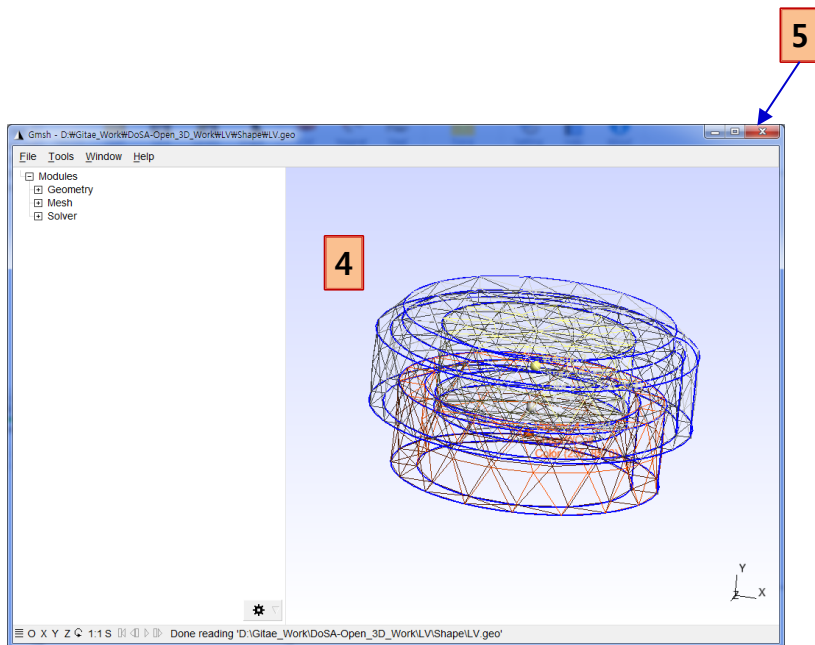 5
Gmsh - D:₩Gitae_Work₩DoSA-Open_3D_Work₩LV₩Shape₩LV.geo
File Tools Window Help
Modules
Geometry
Mesh
Solver
4
Y
Z X
O X Y Z 1:1 S Done reading 'D:\Gitae_Work\DoSA-Open_3D_Work\LV\Shape\LV.geo'